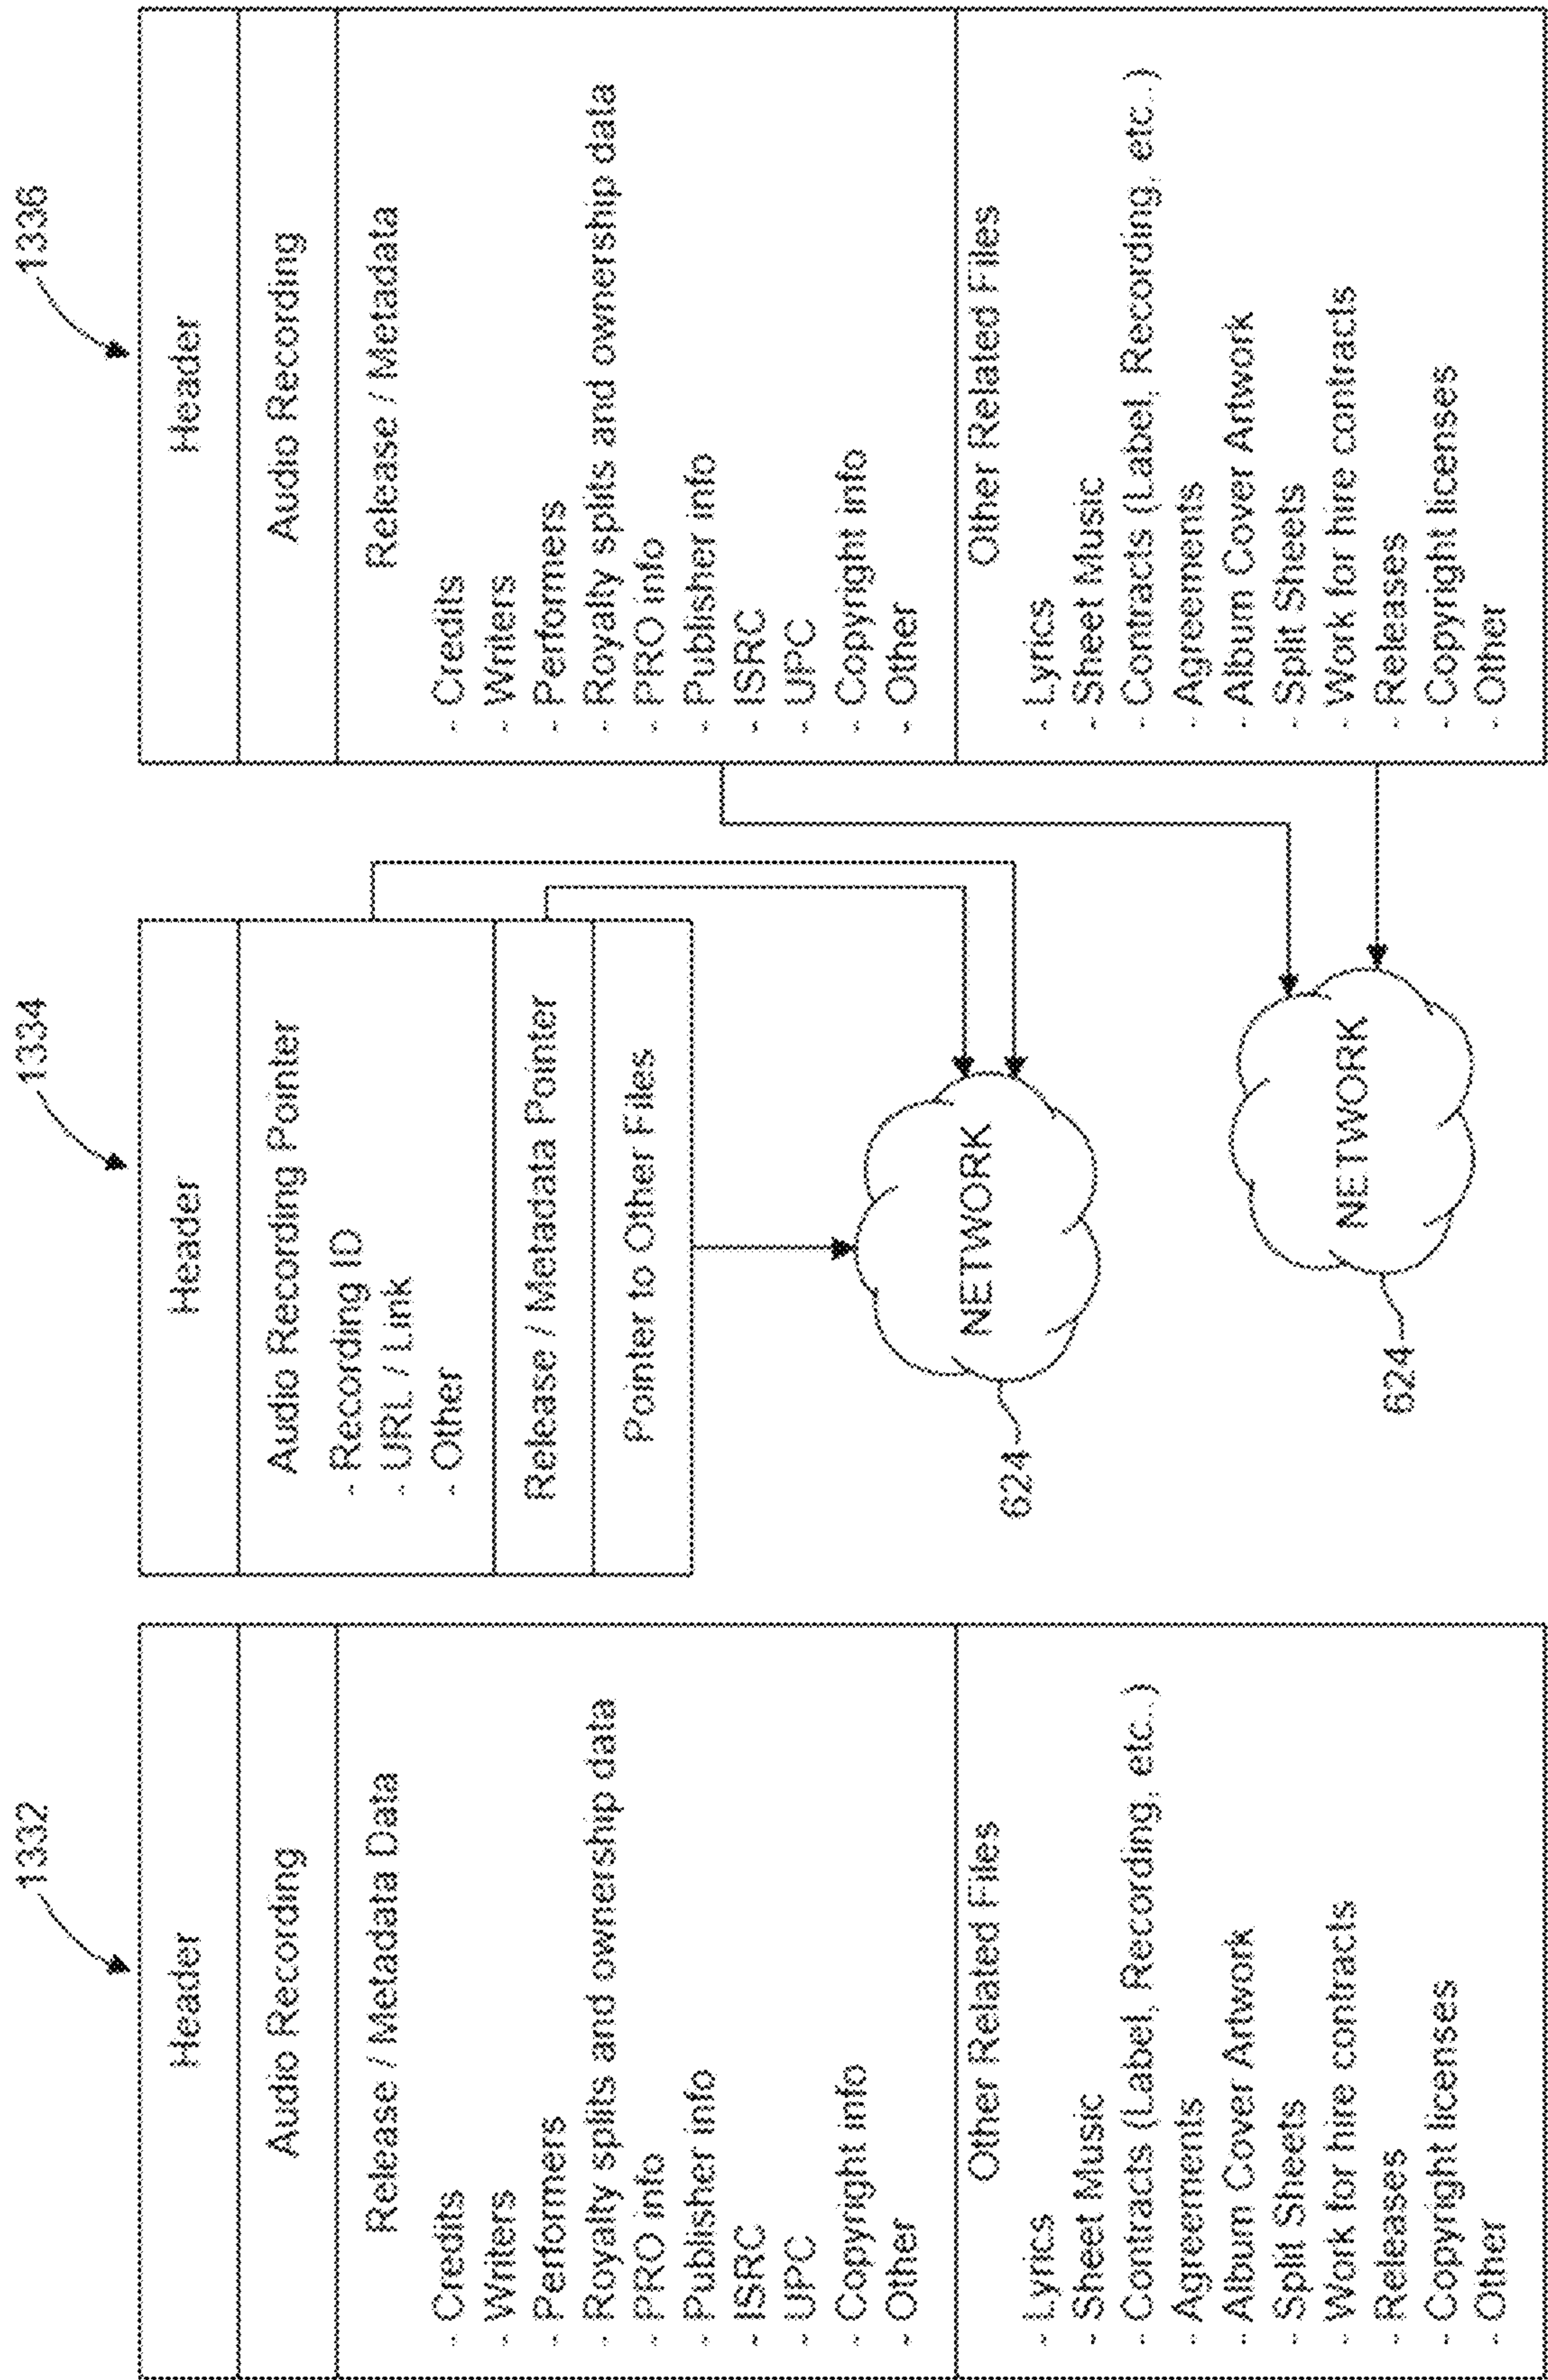 1332
Header
Audio Recording
Release / Metadata Data
- Credits
- Writers
- Perfomers
- Royalty splits and ownership data
- PRO info
- Publisher info
- ISRC
- UPC
- Copyright info
- Other
Other Related Files
- Lyrics
- Sheet Music
- Contracts (Label, Recording, etc..)
- Agreements
- Album Cover Artwork
- Split Sheets
- Work for hire contracts
- Releases
- Copyright licenses
- Other
1334
Header
Audio Recording Pointer
- Recording ID
- URL / Link
- Other
Release / Metadata Pointer
Pointer to Other Files
NETWORK
624
NETWORK
624
1336
Header
Audio Recording
Release / Metadata
- Credits
- Writers
- Performers
- Royalty splits and ownership data
- PRO info
- Publisher info
- ISRC
- UPC
- Copyright info
- Other
Other Related Files
- Lyrics
- Sheet Music
- Contracts (Label, Recording, etc..)
- Agreements
- Album Cover Artwork
- Split Sheets
- Work for hire contracts
- Releases
- Copyright licenses
- Other